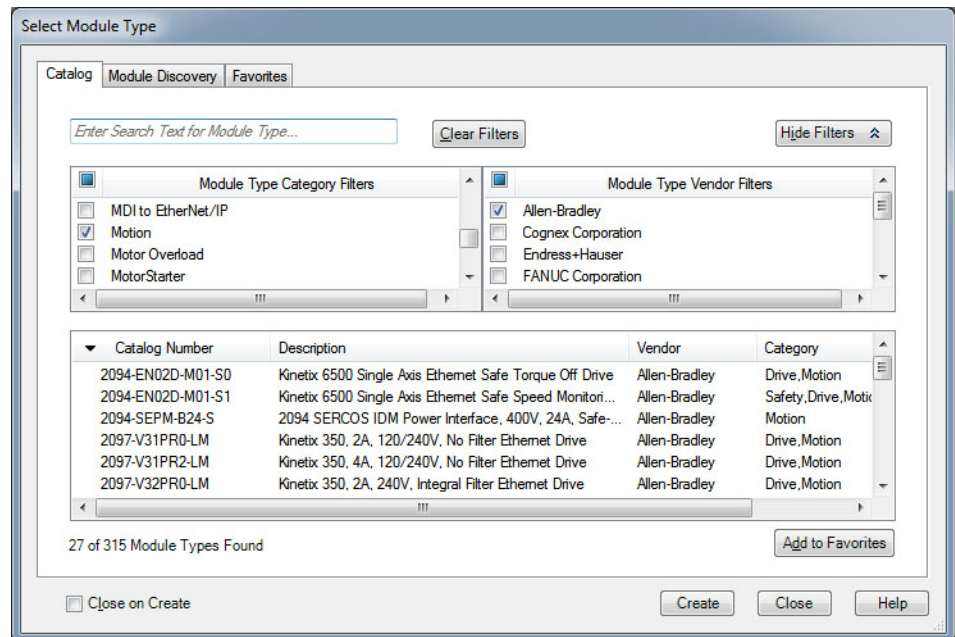 Select Module Type
Catalog Module Discovery Favorites
Enter Search Text for Module Type... Clear Filters Hide Filters
Module Type Category Filters Module Type Vendor Filters
MDI to EtherNet/IP Allen-Bradley
Motion Cognex Corporation
Motor Overload Endress+Hauser
MotorStarter FANUC Corporation
Catalog Number Description Vendor Category
2094-EN02D-M01-S0 Kinetix 6500 Single Axis Ethernet Safe Torque Off Drive Allen-Bradley Drive,Motion
2094-EN02D-M01-S1 Kinetix 6500 Single Axis Ethernet Safe Speed Monitori... Allen-Bradley Safety,Drive,Motic
2094-SEPM-B24-S 2094 SERCOS IDM Power Interface, 400V, 24A, Safe-... Allen-Bradley Motion
2097-V31PR0-LM Kinetix 350, 2A, 120/240V, No Filter Ethernet Drive Allen-Bradley Drive,Motion
2097-V31PR2-LM Kinetix 350, 4A, 120/240V, No Filter Ethernet Drive Allen-Bradley Drive,Motion
2097-V32PR0-LM Kinetix 350, 2A, 240V, Integral Filter Ethernet Drive Allen-Bradley Drive,Motion
27 of 315 Module Types Found Add to Favorites
Close on Create Create Close Help